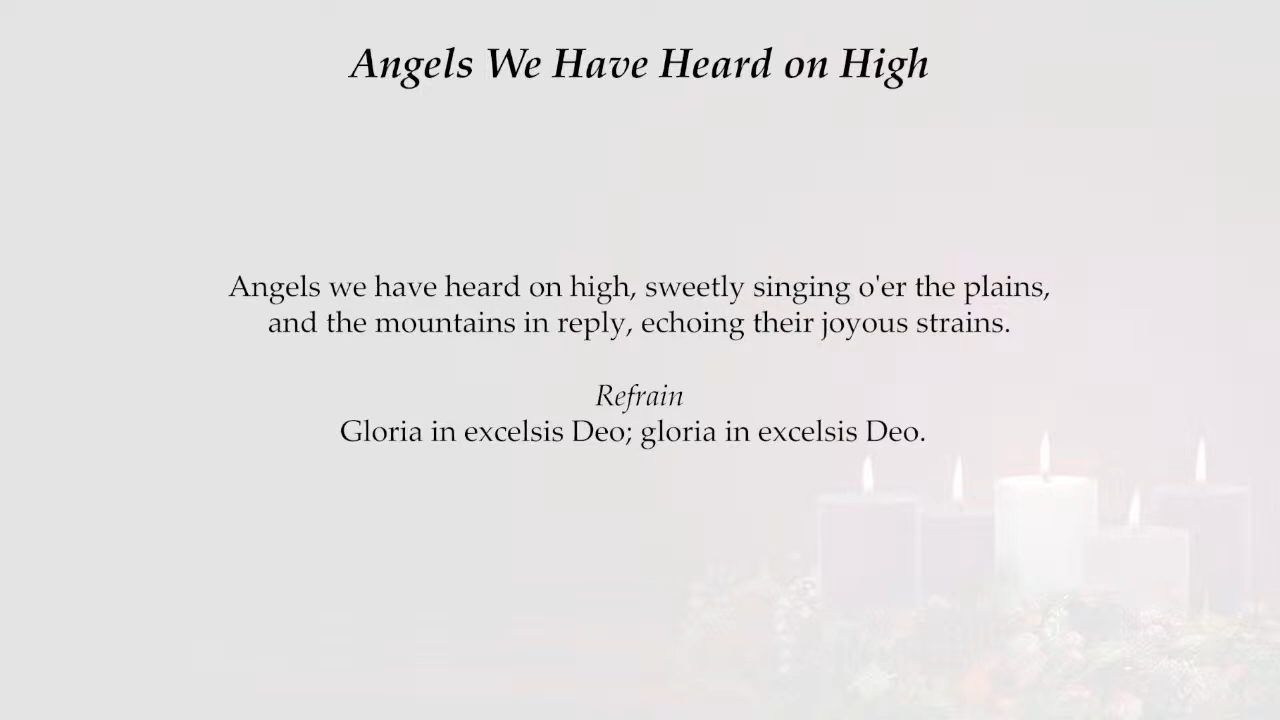 Angels We Have Heard on High
Angels we have heard on high, sweetly singing o'er the plains,
and the mountains in reply, echoing their joyous strains.
Refrain
Gloria in excelsis Deo; gloria in excelsis Deo.